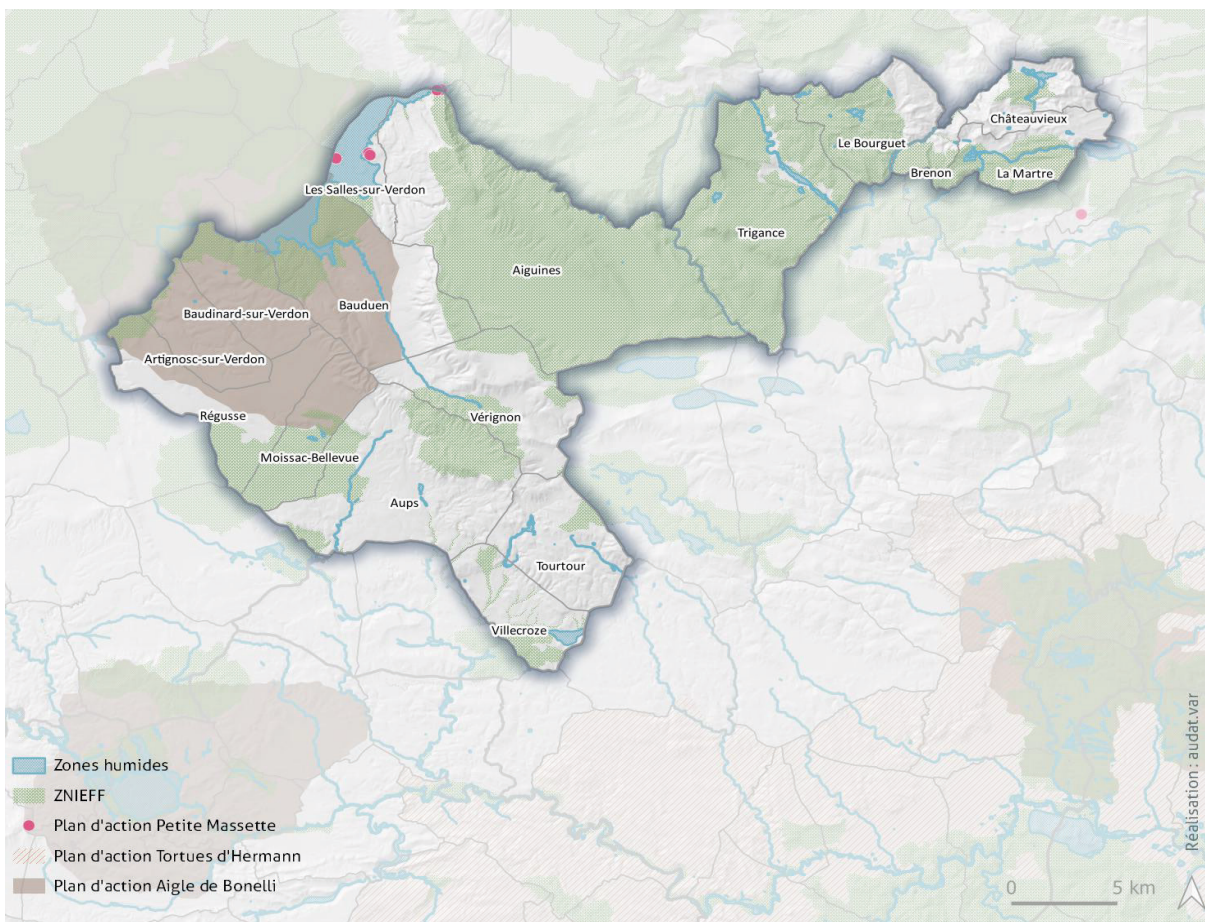 Châteauvieux
Le Bourguet
Brenon
La Martre
Les Salles-sur-Verdon
Trigance
Aiguines
Bauduen
Baudinard-sur-Verdon
Artignosc-sur-Verdon
Régusse
Vérignon
Moissac-Bellevue
Aups
Tourtour
Villecroze
Zones humides
ZNIEFF
Plan d'action Petite Massette
Plan d'action Tortues d'Hermann
Plan d'action Aigle de Bonelli
0 5 km
Réalisation : audat.var